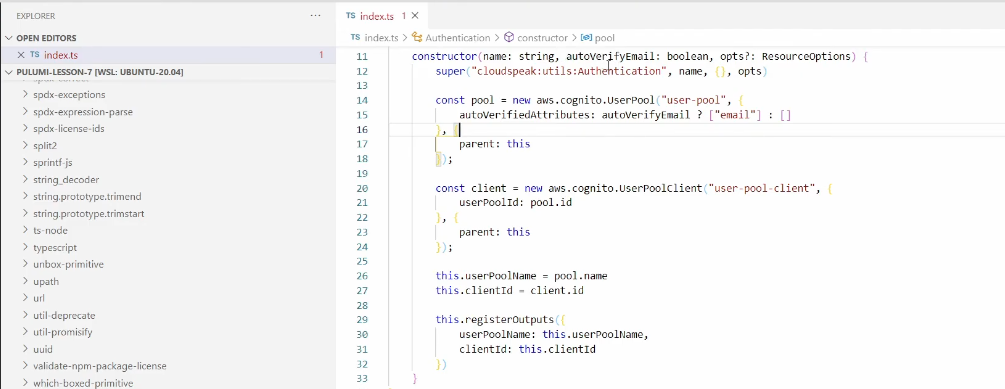 EXPLORER
...
OPEN EDITORS
TS index.ts 1
PULUMI-LESSON-7 [WSL: UBUNTU-20.04]
spdx-exceptions
spdx-expression-parse
spdx-license-ids
split2
sprintf-js
string_decoder
string.prototype.trimend
string.prototype.trimstart
ts-node
typescript
unbox-primitive
upath
url
util-deprecate
util-promisify
uuid
validate-npm-package-license
which-boxed-primitive
TS index.ts 1 ×
TS index.ts > Authentication > constructor > pool
11 constructor(name: string, autoVerifyEmail: boolean, opts?: ResourceOptions) {
12 super("cloudspeak:utils:Authentication", name, {}, opts)
13
14 const pool = new aws.cognito.UserPool("user-pool", {
15 autoVerifiedAttributes: autoVerifyEmail ? ["email"] : []
16 }, {
17 parent: this
18 });
19
20 const client = new aws.cognito.UserPoolClient("user-pool-client", {
21 userPoolId: pool.id
22 }, {
23 parent: this
24 });
25
26 this.userPoolName = pool.name
27 this.clientId = client.id
28
29 this.registerOutputs({
30 userPoolName: this.userPoolName,
31 clientId: this.clientId
32 })
33 }